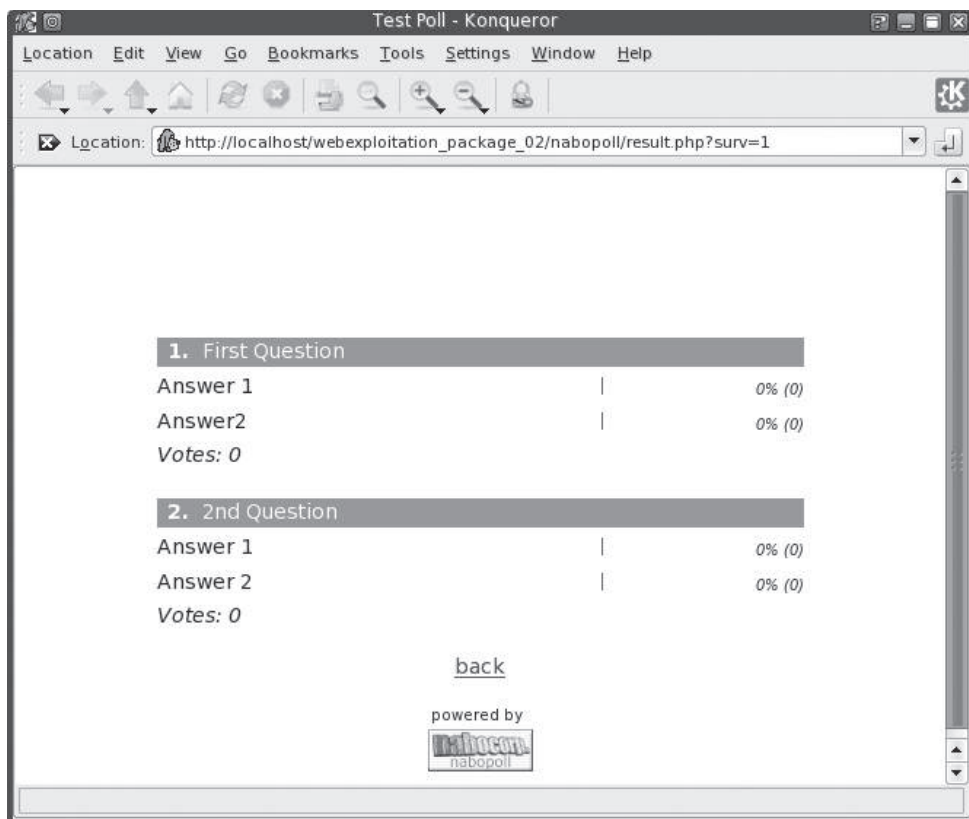 Test Poll - Konqueror
Location Edit View Go Bookmarks Tools Settings Window Help
Location: http://localhost/webexploitation_package_02/nabopoll/result.php?surv=1
1. First Question
Answer 1 0% (0)
Answer2 0% (0)
Votes: 0
2. 2nd Question
Answer 1 0% (0)
Answer 2 0% (0)
Votes: 0
back
powered by
nabocorp.
nabopoll